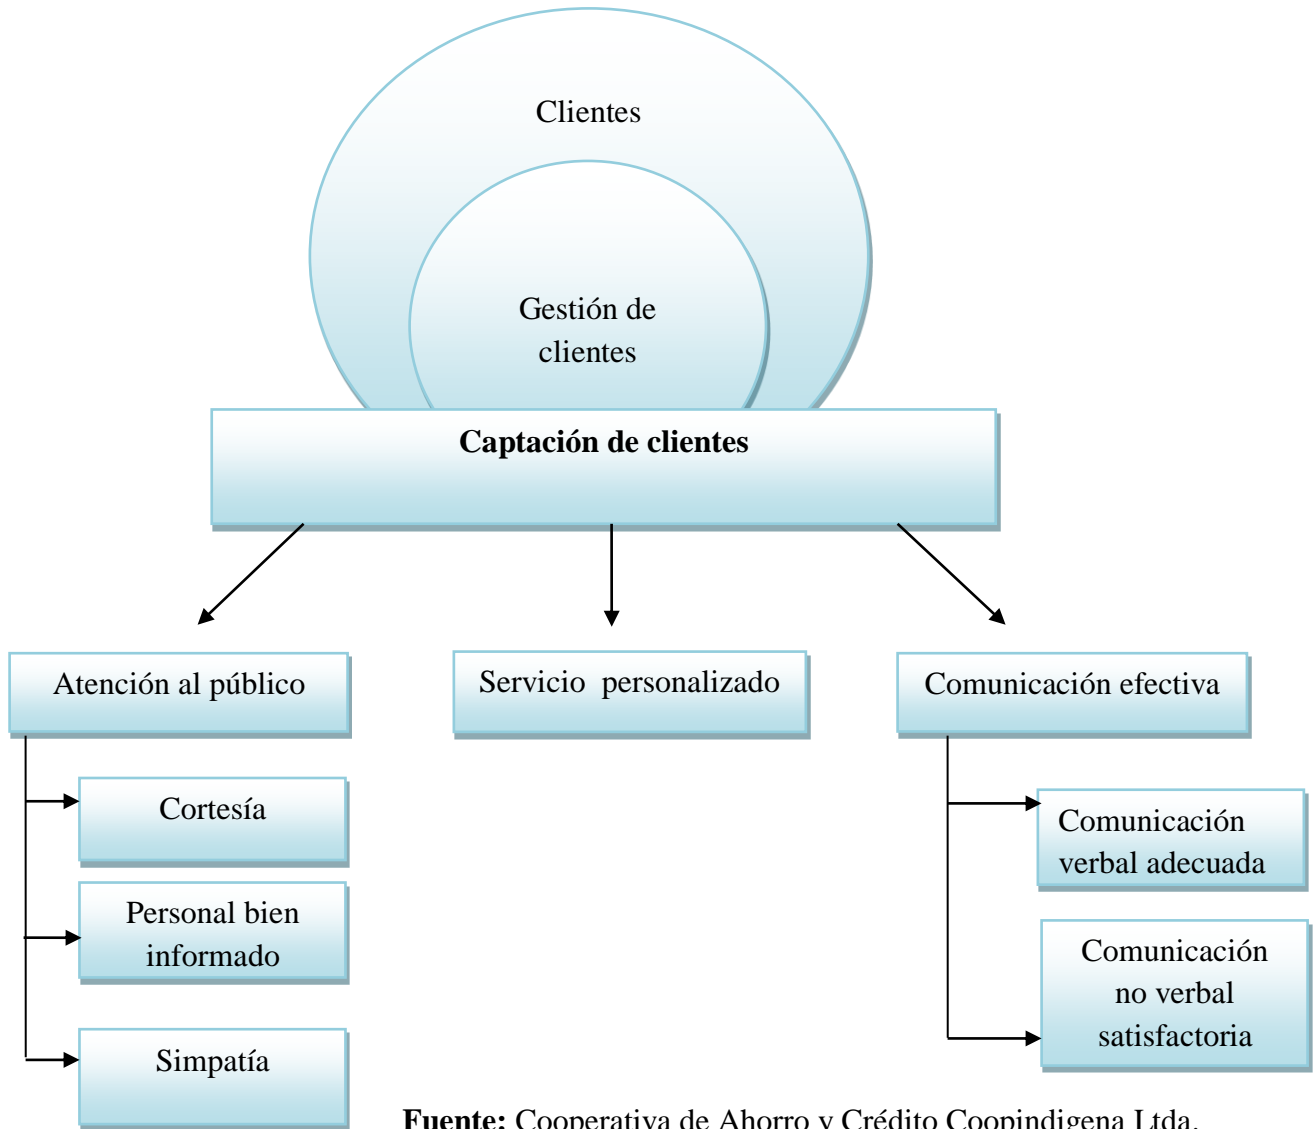 Clientes
Gestión de
clientes
Captación de clientes
Atención al público
Servicio personalizado
Comunicación efectiva
Cortesía
Personal bien
informado
Simpatía
Comunicación
verbal adecuada
Comunicación
no verbal
satisfactoria
Fuente: Cooperativa de Ahorro y Crédito Coopindigena Ltda.